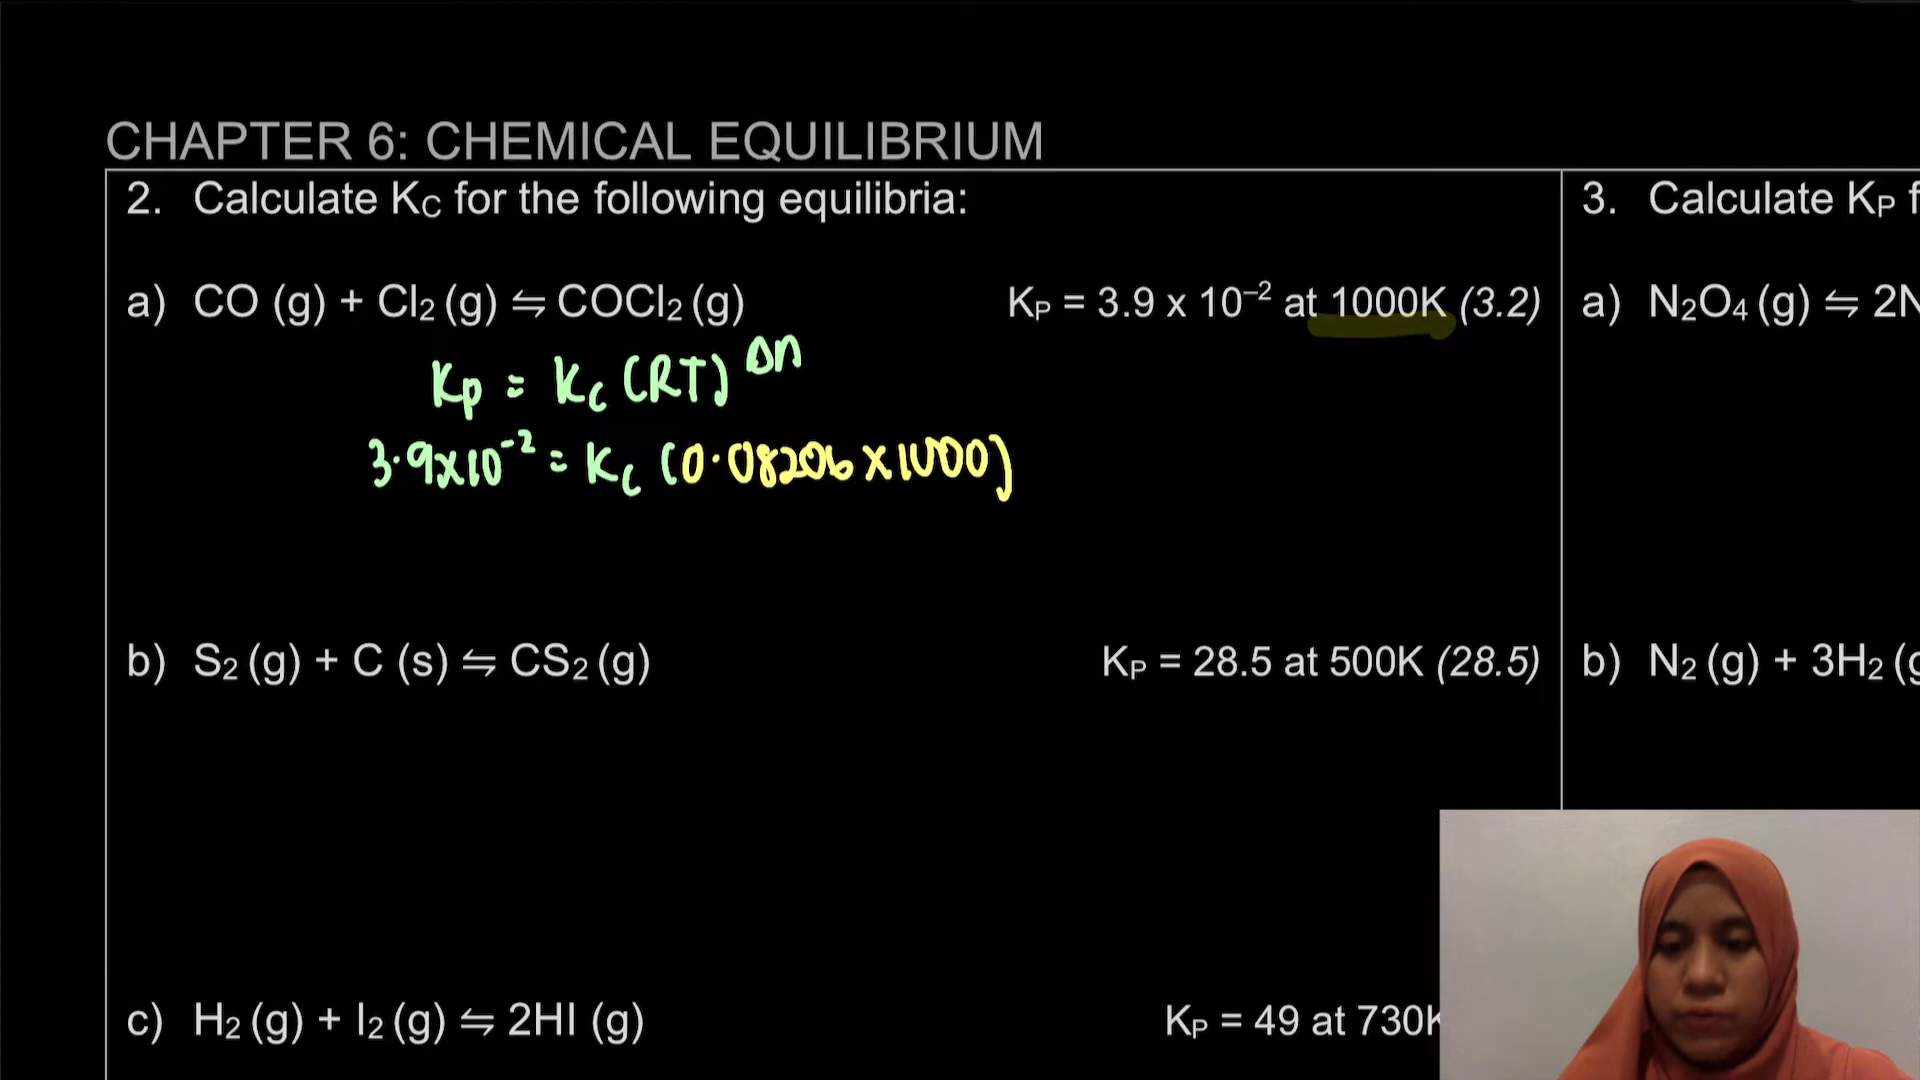 CHAPTER 6: CHEMICAL EQUILIBRIUM
2. Calculate KC for the following equilibria:
a) CO (g) + Cl2 (g) ⇋ COCl2 (g) KP = 3.9 x 10–2 at 1000K (3.2)
Kp = Kc (RT)Δn
3.9x10-2 = Kc (0.08206 x 1000)
b) S2 (g) + C (s) ⇋ CS2 (g) KP = 28.5 at 500K (28.5)
c) H2 (g) + I2 (g) ⇋ 2HI (g) KP = 49 at 730K
3. Calculate KP f
a) N2O4 (g) ⇋ 2N
b) N2 (g) + 3H2 (g